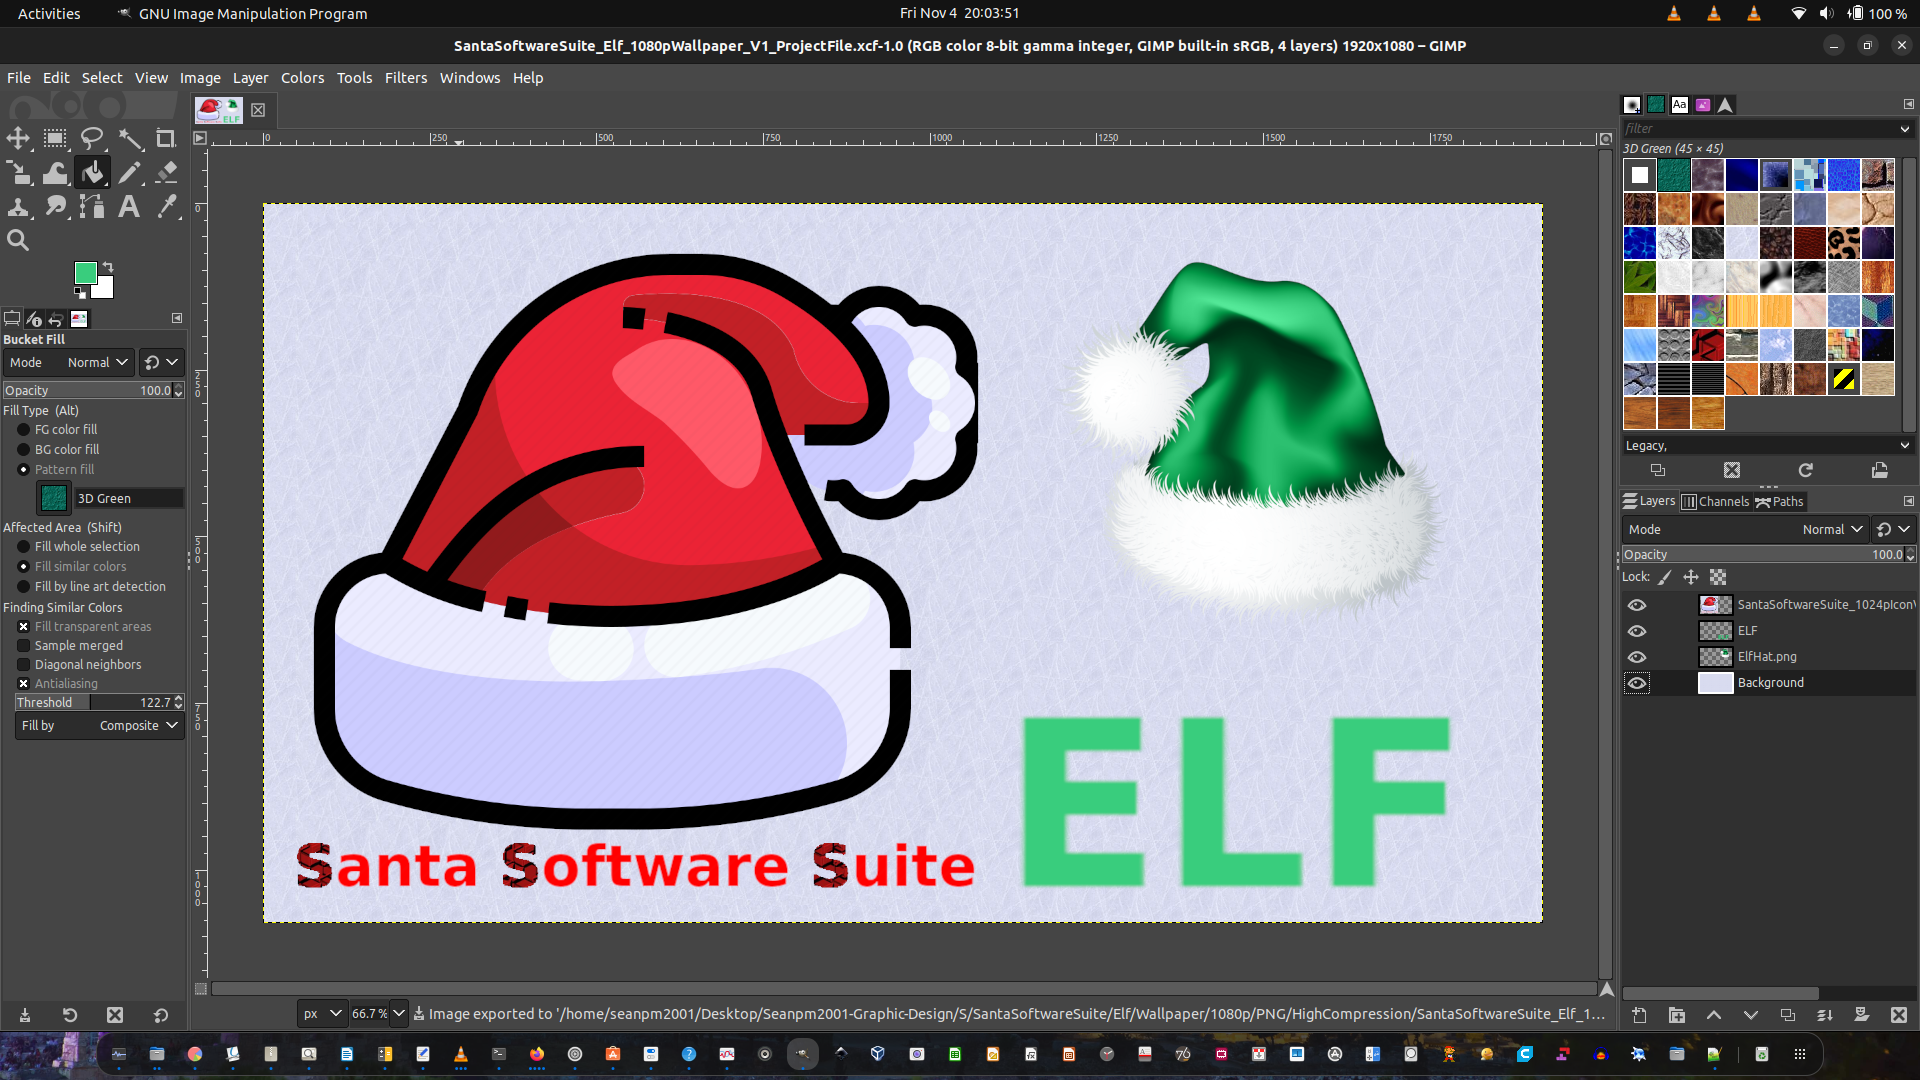 Activities
GNU Image Manipulation Program
Fri Nov 4 20:03:51
100 %
SantaSoftwareSuite_Elf_1080pWallpaper_V1_ProjectFile.xcf-1.0 (RGB color 8-bit gamma integer, GIMP built-in sRGB, 4 layers) 1920x1080 – GIMP
File Edit Select View Image Layer Colors Tools Filters Windows Help
0 250 500 750 1000 1250 1500 1750
0
250
500
750
1000
Bucket Fill
Mode Normal
Opacity 100.0
Fill Type (Alt)
FG color fill
BG color fill
Pattern fill
3D Green
Affected Area (Shift)
Fill whole selection
Fill similar colors
Fill by line art detection
Finding Similar Colors
Fill transparent areas
Sample merged
Diagonal neighbors
Antialiasing
Threshold 122.7
Fill by Composite
Santa Software Suite
ELF
px 66.7 % Image exported to '/home/seanpm2001/Desktop/Seanpm2001-Graphic-Design/S/SantaSoftwareSuite/Elf/Wallpaper/1080p/PNG/HighCompression/SantaSoftwareSuite_Elf_1…
Aa
filter
3D Green (45 × 45)
Legacy,
Layers Channels Paths
Mode Normal
Opacity 100.0
Lock:
SantaSoftwareSuite_1024pIcon
ELF
ElfHat.png
Background